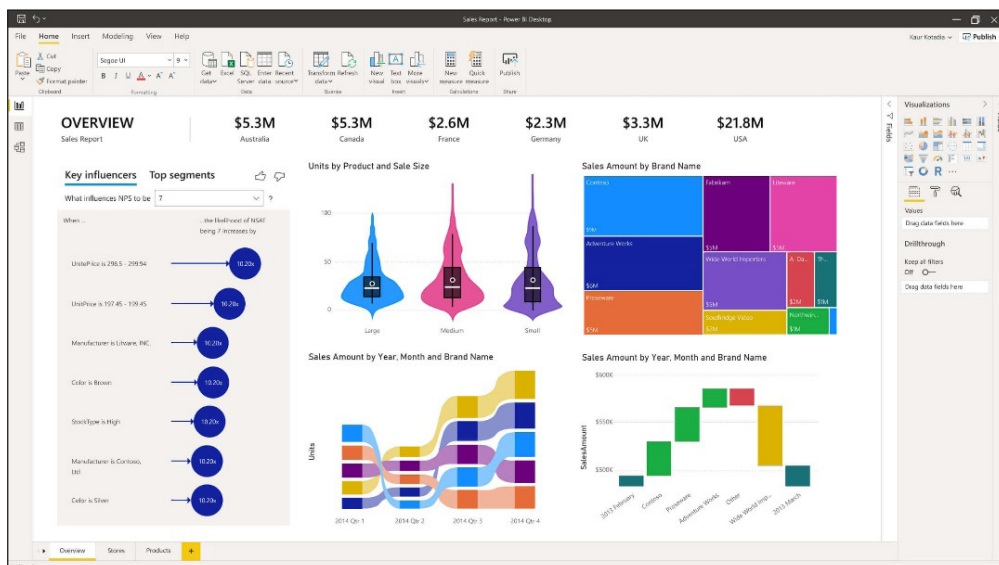 Sales Report - Power BI Desktop
File Home Insert Modeling View Help
Kaur Kotadia
Publish
Paste
Cut
Copy
Format painter
Clipboard
Segoe UI
9
B I U A A A
Formatting
Get data
Excel
SQL Server
Enter data
Recent sources
Data
Transform data
Refresh
Queries
New visual
Text box
More visuals
Insert
New measure
Quick measure
Calculations
Publish
Share
OVERVIEW
Sales Report
$5.3M
Australia
$5.3M
Canada
$2.6M
France
$2.3M
Germany
$3.3M
UK
$21.8M
USA
Key influencers Top segments
What influences NPS to be 7 ?
When ...
...the likelihood of NSAT
being 7 increases by
UnitePrice is 298.5 - 299.94
10.20x
UnitPrice is 197.45 - 199.45
10.20x
Manufacturer is Litware, INC.
10.20x
Color is Brown
10.20x
StockType is High
10.20x
Manufacturer is Contoso,
Ltd
10.20x
Color is Silver
10.20x
Units by Product and Sale Size
50
0
Large Medium Small
Sales Amount by Brand Name
Contoso
Adventure Works
Proseware
$5M
Fabrikam
$5M
Litware
$5M
Wide World Importers
$5M
A. Da...
$2M
$1M
Southridge Video
$2M
Northwin...
$1M
Sales Amount by Year, Month and Brand Name
Units
2014 Qtr 1 2014 Qtr 2 2014 Qtr 3 2014 Qtr 4
Sales Amount by Year, Month and Brand Name
SalesAmount
$600K
$550K
$500K
2013 February
Contoso
Proseware
Adventure Works
Other
Wide World Imp...
2013 March
Fields
Visualizations
R ...
Values
Drag data fields here
Drillthrough
Keep all filters
Off
Drag data fields here
Overview Stores Products +